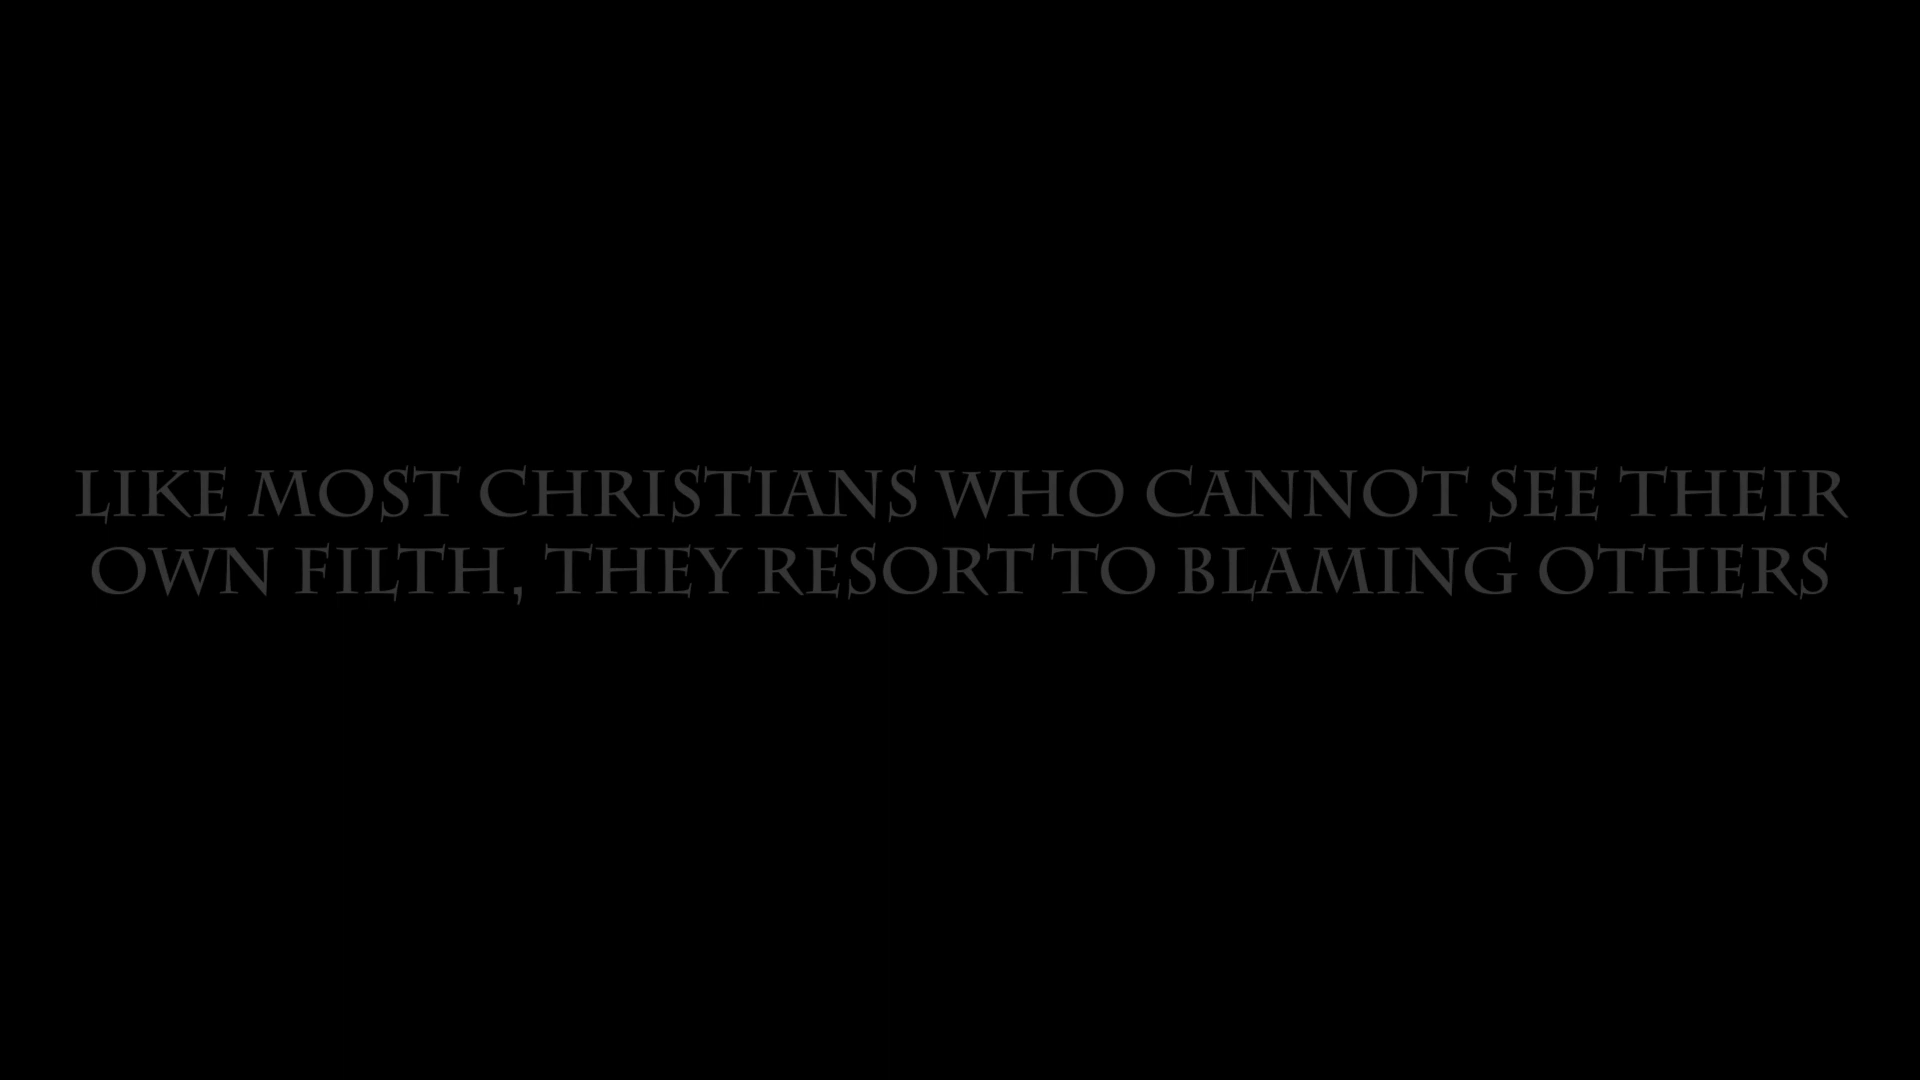 LIKE MOST CHRISTIANS WHO CANNOT SEE THEIR
OWN FILTH, THEY RESORT TO BLAMING OTHERS